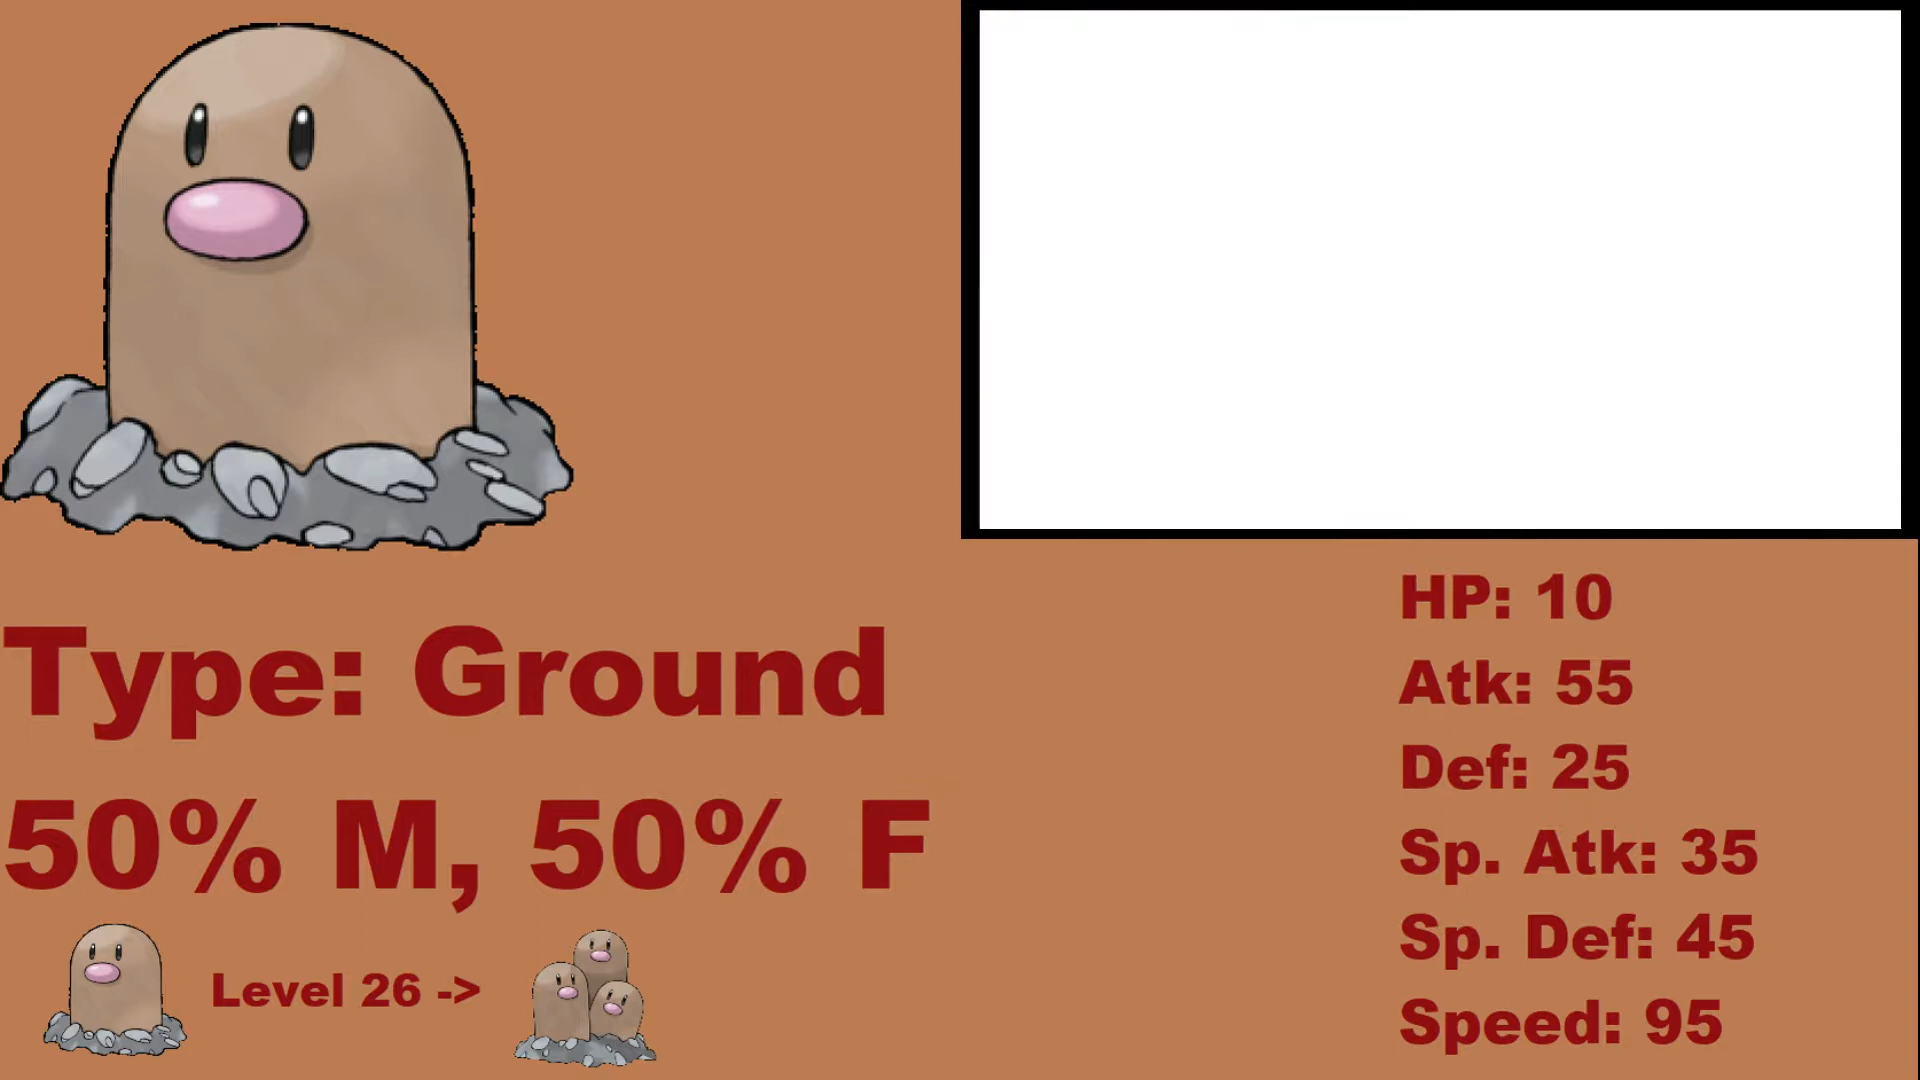 Type: Ground
50% M, 50% F
Level 26 ->
HP: 10
Atk: 55
Def: 25
Sp. Atk: 35
Sp. Def: 45
Speed: 95